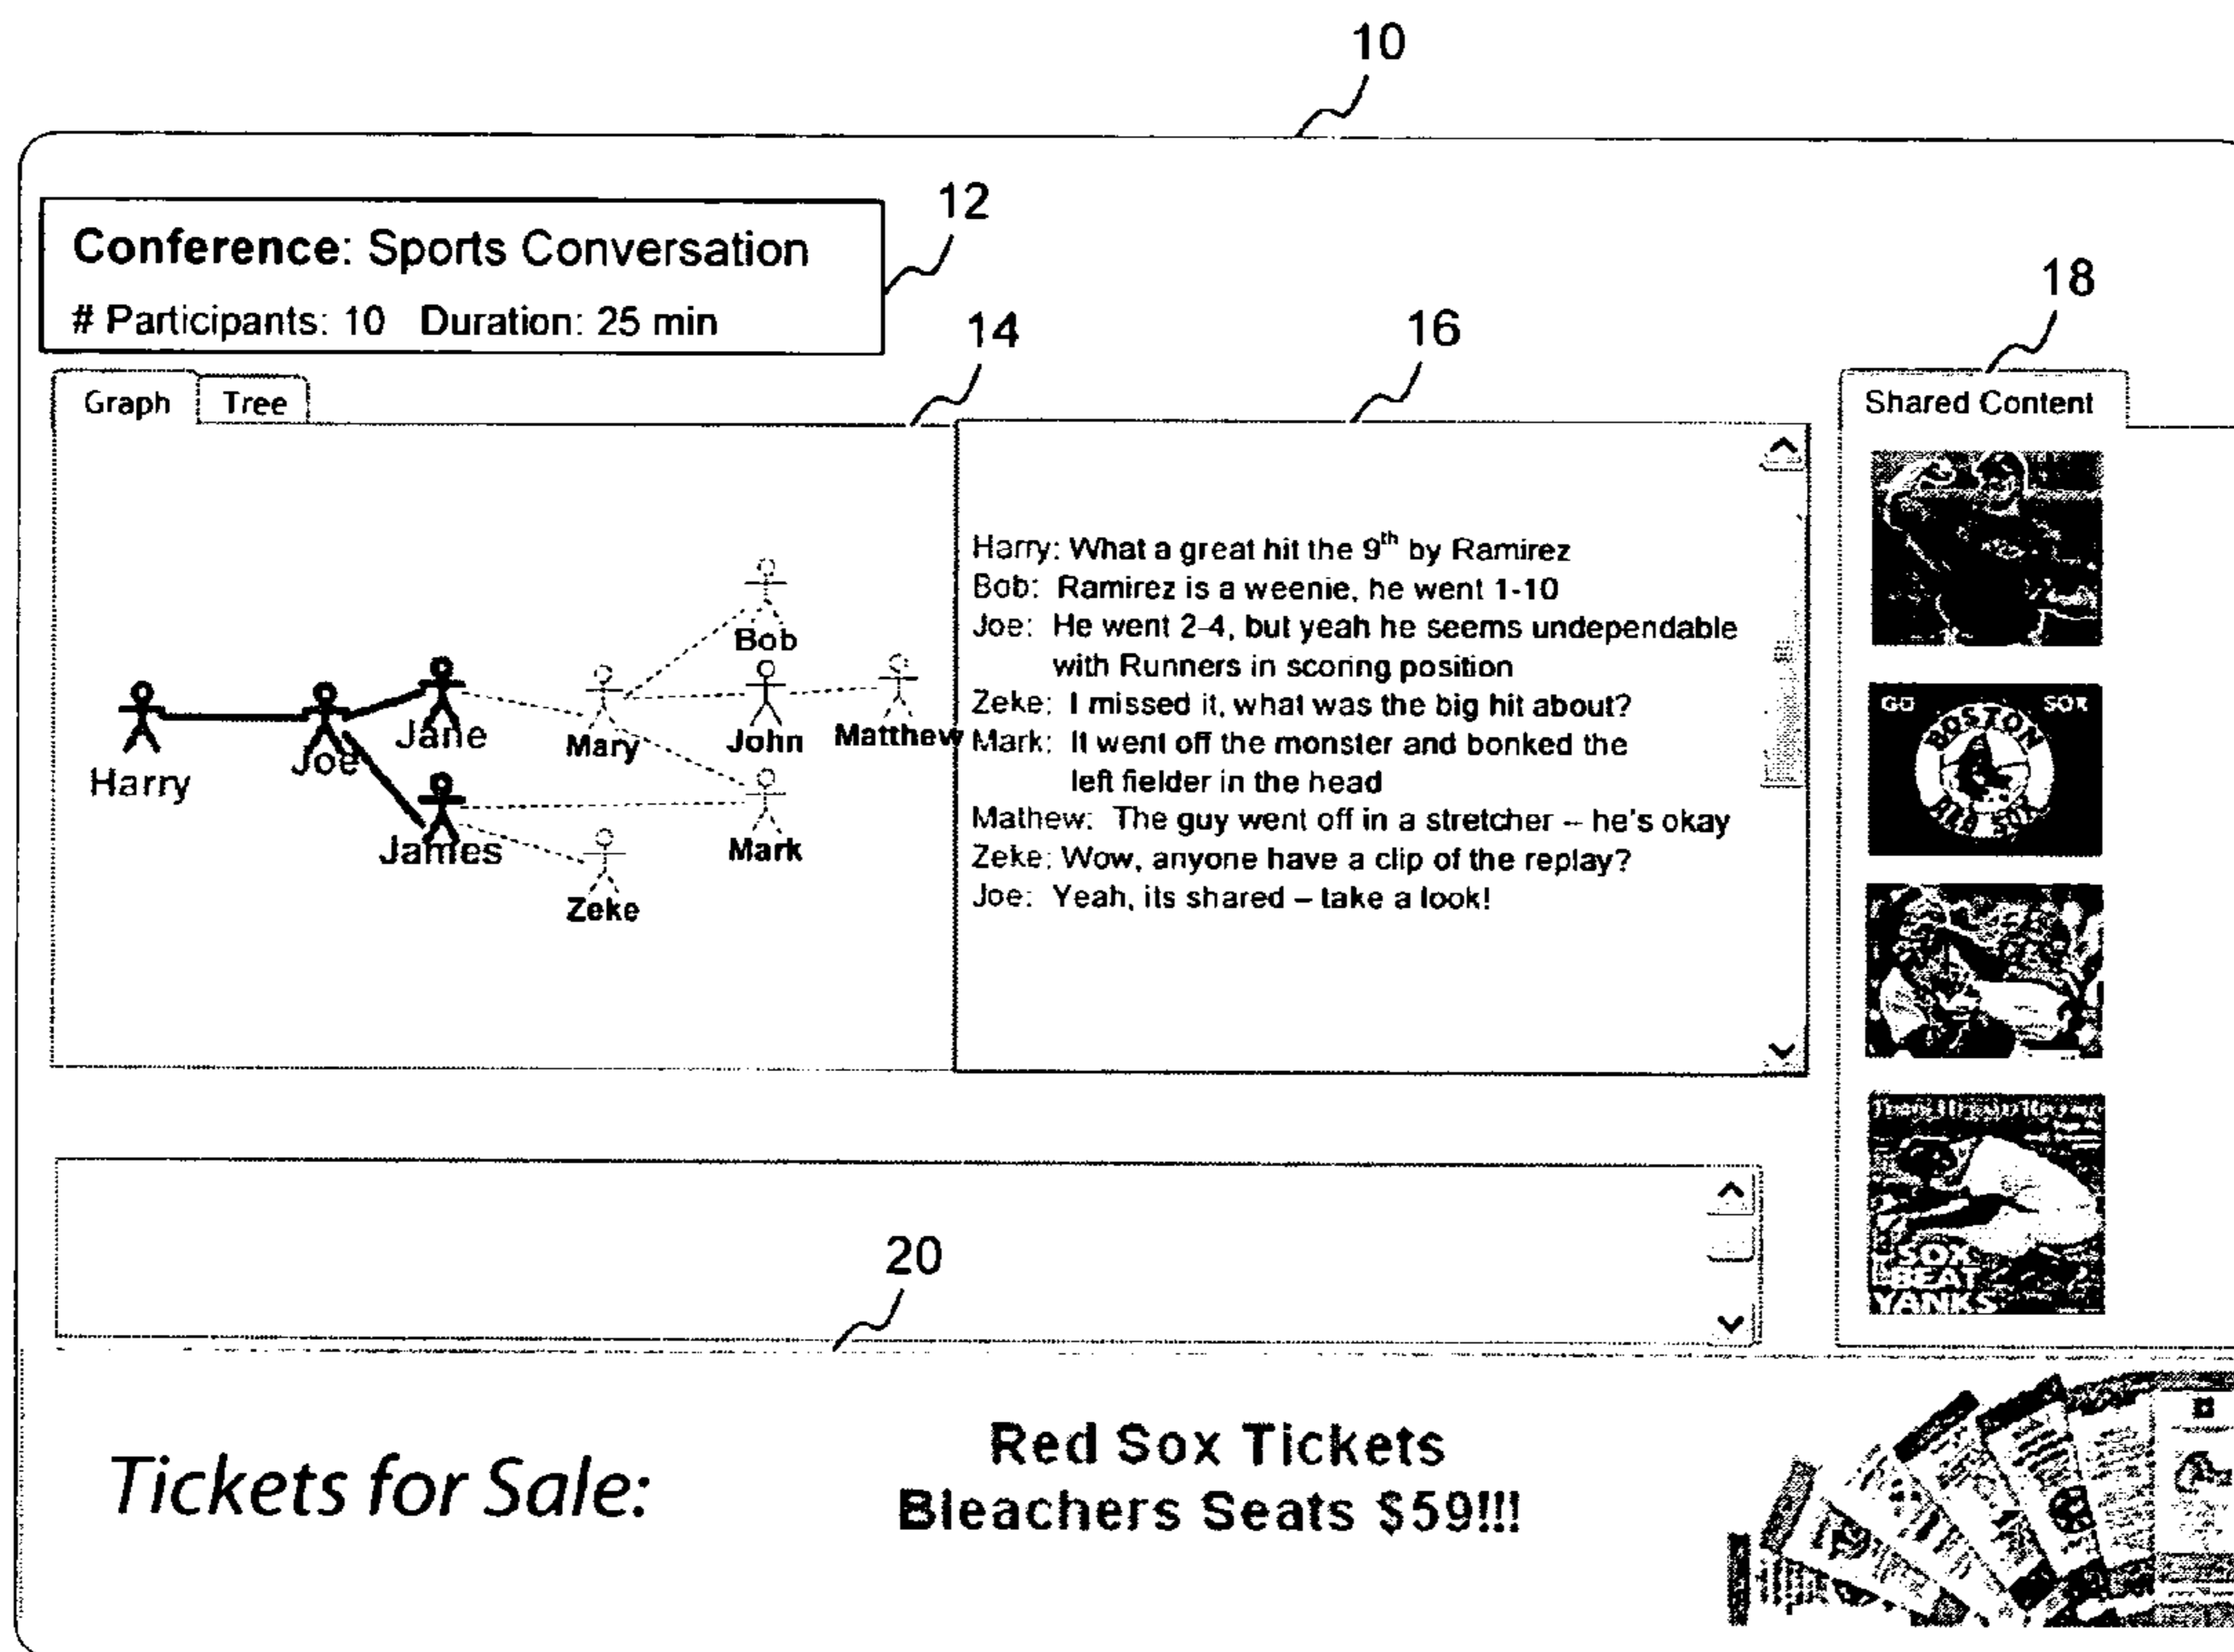 10
12
Conference: Sports Conversation
# Participants: 10 Duration: 25 min
14
16
18
Graph
Tree
Shared Content
Harry
Joe
Jane
James
Mary
Zeke
Bob
John
Mark
Matthew
Harry: What a great hit the 9th by Ramirez
Bob: Ramirez is a weenie, he went 1-10
Joe: He went 2-4, but yeah he seems undependable
with Runners in scoring position
Zeke: I missed it, what was the big hit about?
Mark: It went off the monster and bonked the
left fielder in the head
Mathew: The guy went off in a stretcher – he's okay
Zeke: Wow, anyone have a clip of the replay?
Joe: Yeah, its shared – take a look!
GO SOX
BOSTON
RED SOX
SOX
BEAT
YANKS
20
Tickets for Sale:
Red Sox Tickets
Bleachers Seats $59!!!